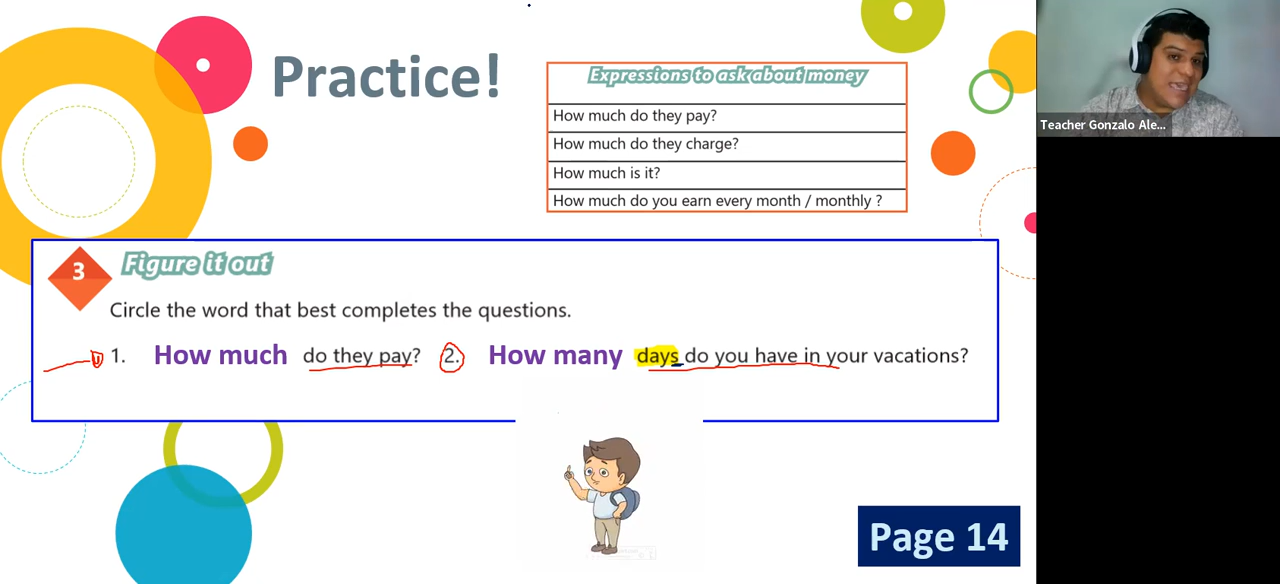 Practice!
Expressions to ask about money
How much do they pay?
How much do they charge?
How much is it?
How much do you earn every month / monthly ?
Teacher Gonzalo Ale...
3
Figure it out
Circle the word that best completes the questions.
1. How much do they pay? 2. How many days do you have in your vacations?
Page 14